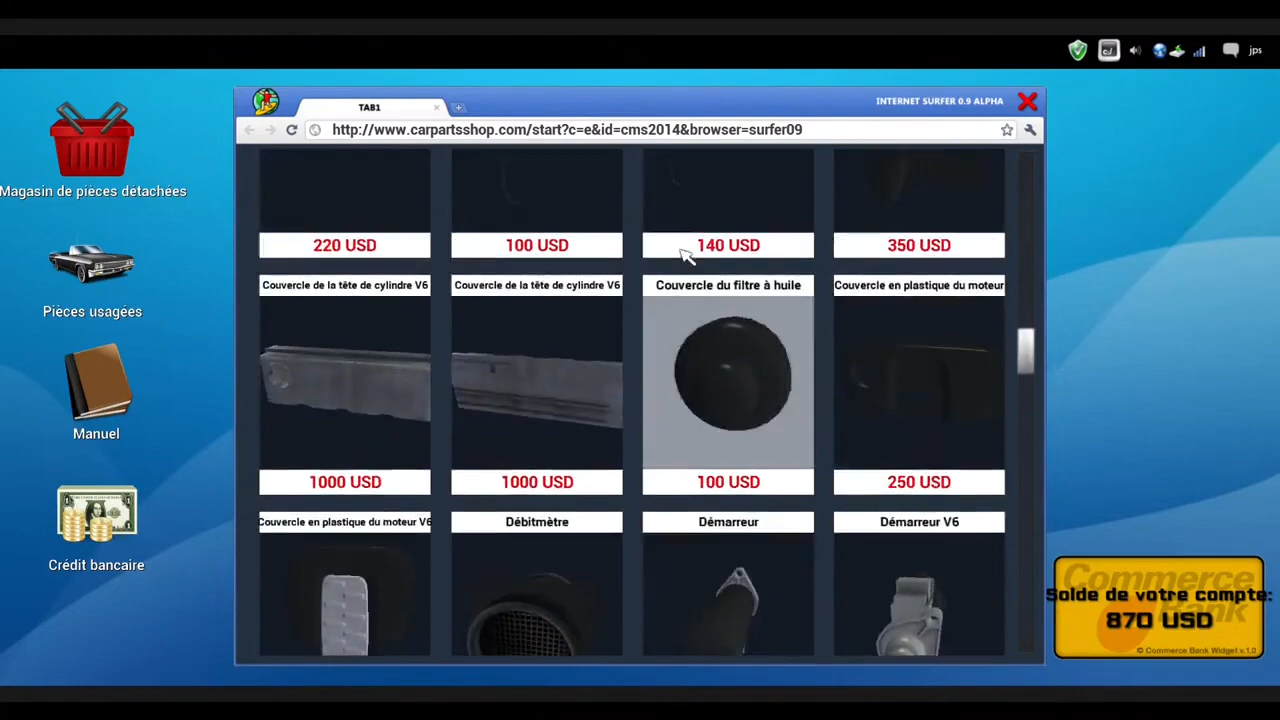 jps
TAB1
INTERNET SURFER 0.9 ALPHA
http://www.carpartsshop.com/start?c=e&id=cms2014&browser=surfer09
Magasin de pièces détachées
Pièces usagées
Manuel
Crédit bancaire
220 USD
100 USD
140 USD
350 USD
Couvercle de la tête de cylindre V6
Couvercle de la tête de cylindre V6
Couvercle du filtre à huile
Couvercle en plastique du moteur
1000 USD
1000 USD
100 USD
250 USD
Couvercle en plastique du moteur V6
Débitmètre
Démarreur
Démarreur V6
Commerce
Bank
Solde de votre compte:
870 USD
© Commerce Bank Widget v.1.0